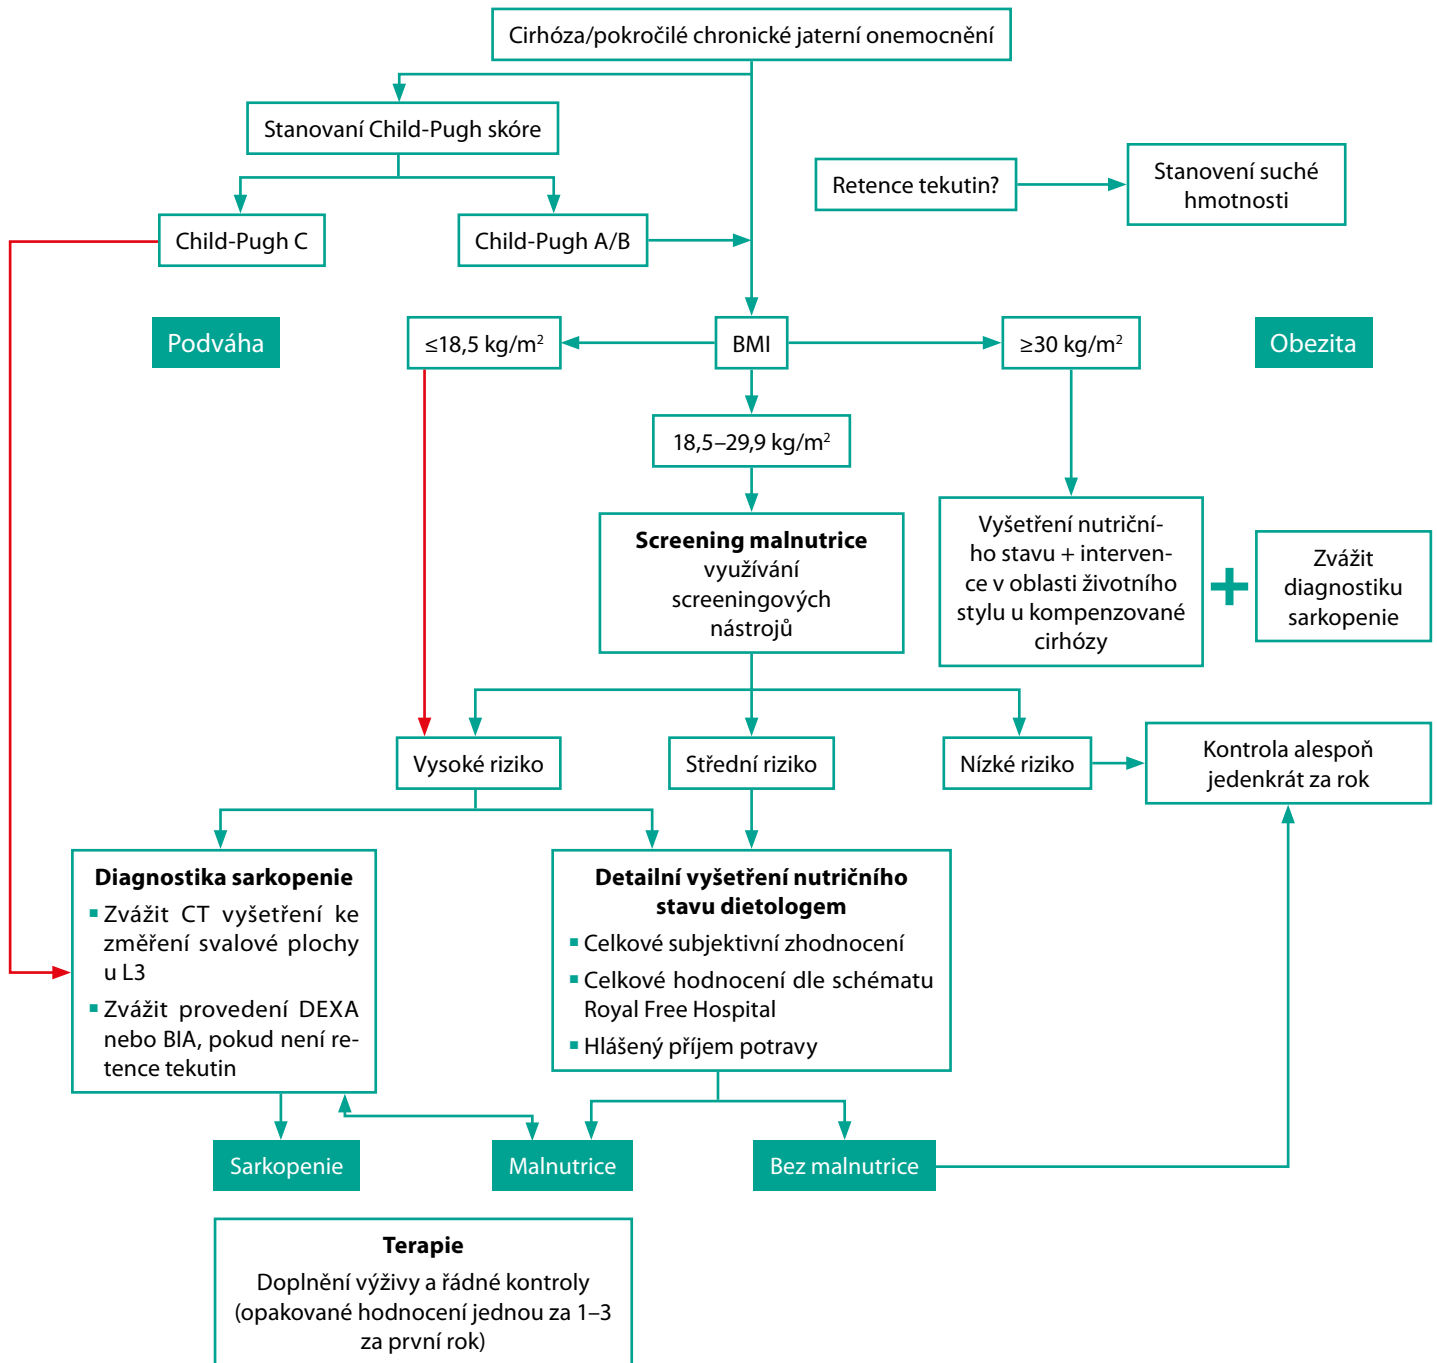 Cirhóza/pokročilé chronické jaterní onemocnění
Stanovaní Child-Pugh skóre
Retence tekutin?
Stanovení suché
hmotnosti
Child-Pugh C
Child-Pugh A/B
Podváha
≤18,5 kg/m²
BMI
≥30 kg/m²
Obezita
18,5–29,9 kg/m²
Screening malnutrice
využívání
screeningových
nástrojů
Vyšetření nutrič-
ho stavu + interven-
ce v oblasti životního
stylu u kompenzované
cirhózy
+
Zvážit
diagnostiku
sarkopenie
Vysoké riziko
Střední riziko
Nízké riziko
Kontrola alespoň
jedenkrát za rok
Diagnostika sarkopenie
▪ Zvážit CT vyšetření ke
změření svalové plochy
u L3
▪ Zvážit provedení DEXA
nebo BIA, pokud není re-
tence tekutin
Detailní vyšetření nutričního
stavu dietologem
▪ Celkové subjektivní zhodnocení
▪ Celkové hodnocení dle schématu
Royal Free Hospital
▪ Hlášený příjem potravy
Sarkopenie
Malnutrice
Bez malnutrice
Terapie
Doplnění výživy a řádné kontroly
(opakované hodnocení jednou za 1–3
za první rok)